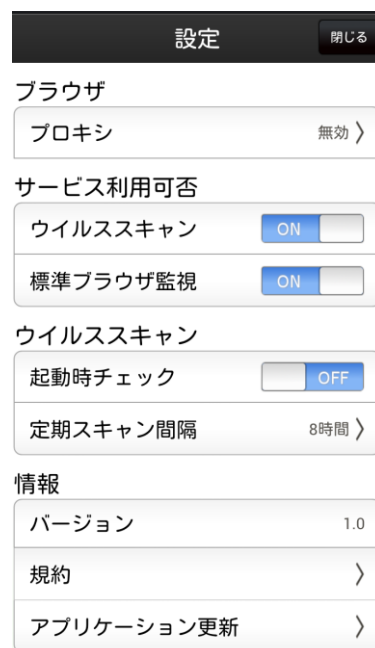 設定
閉じる
ブラウザ
プロキシ 無効 〉
サービス利用可否
ウイルススキャン ON
標準ブラウザ監視 ON
ウイルススキャン
起動時チェック OFF
定期スキャン間隔 8時間 〉
情報
バージョン 1.0
規約 〉
アプリケーション更新 〉